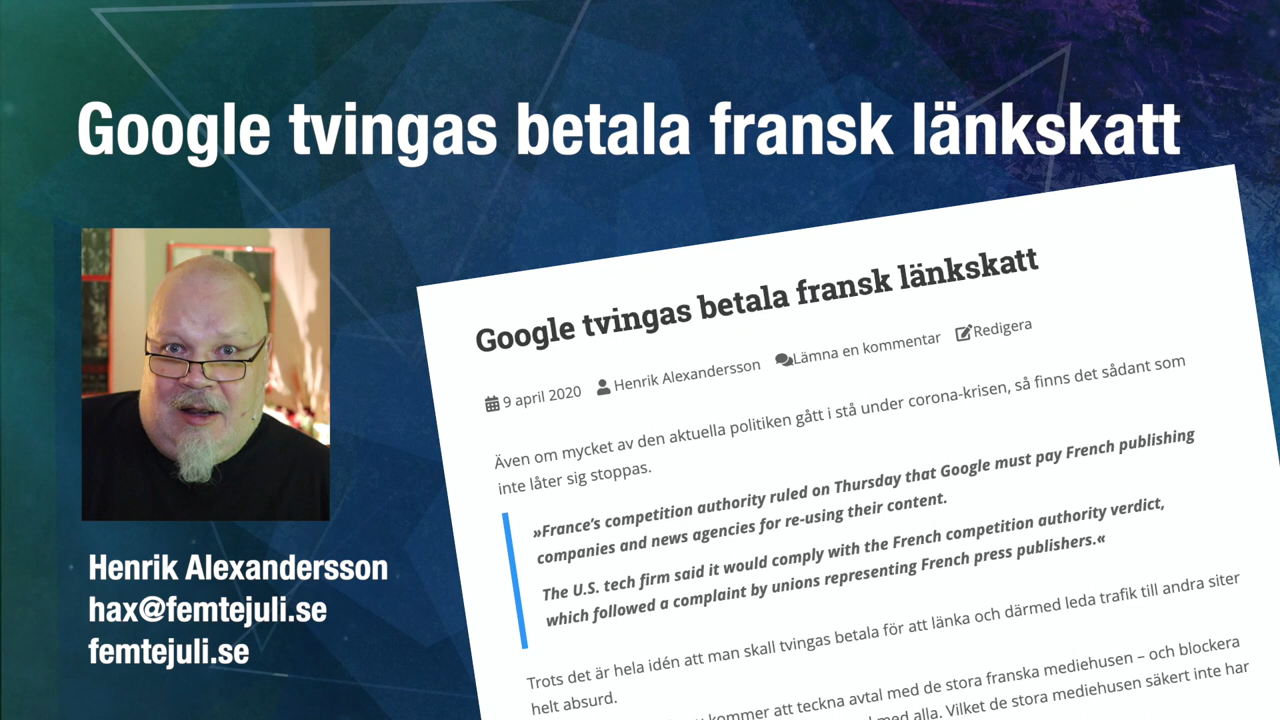 Google tvingas betala fransk länkskatt
Google tvingas betala fransk länkskatt
9 april 2020 Henrik Alexandersson Lämna en kommentar Redigera
Även om mycket av den aktuella politiken gått i stå under corona-krisen, så finns det sådant som
inte låter sig stoppas.
»France’s competition authority ruled on Thursday that Google must pay French publishing
companies and news agencies for re-using their content.
The U.S. tech firm said it would comply with the French competition authority verdict,
which followed a complaint by unions representing French press publishers.«
Trots det är hela idén att man skall tvingas betala för att länka och därmed leda trafik till andra siter
helt absurd.
kommer att teckna avtal med de stora franska mediehusen – och blockera
med alla. Vilket de stora mediehusen säkert inte har
Henrik Alexandersson
hax@femtejuli.se
femtejuli.se